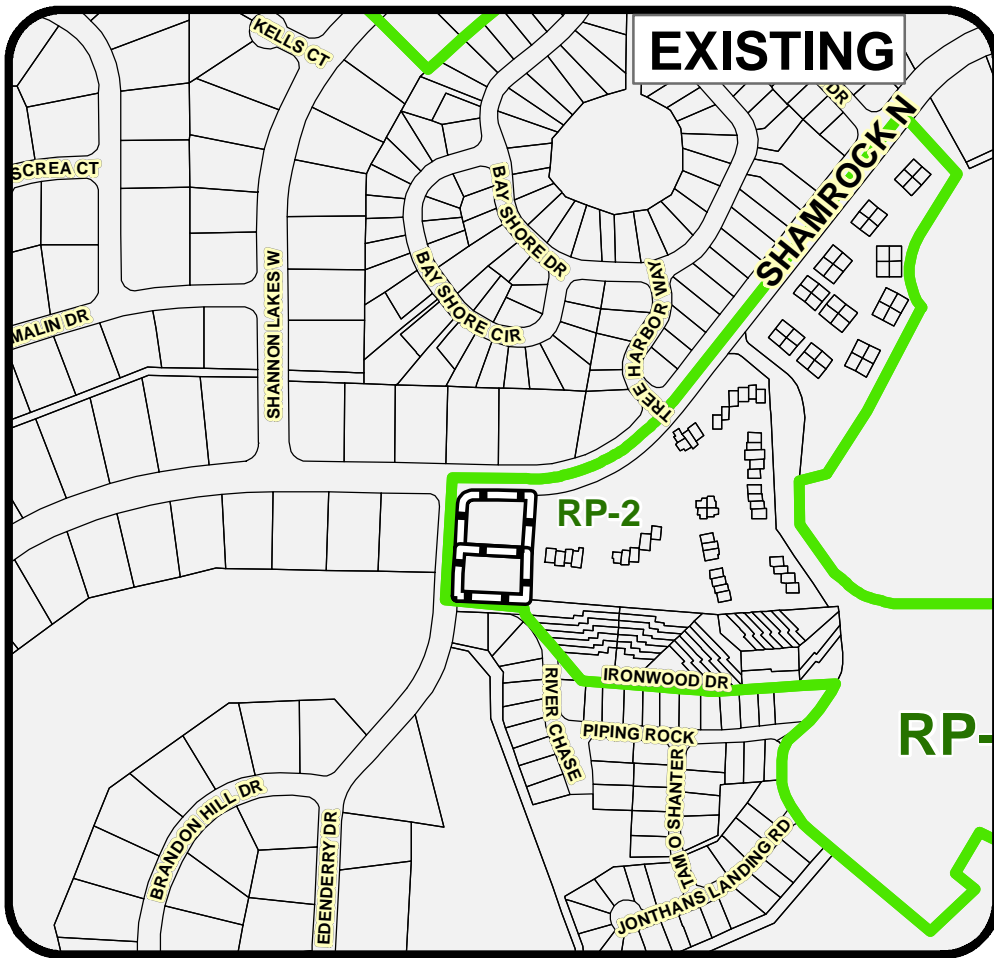 EXISTING
KELLS CT
DR
SHAMROCK N
SCREA CT
BAY SHORE DR
BAY SHORE CIR
SHANNON LAKES W
TREE HARBOR WAY
MALIN DR
RP-2
IRONWOOD DR
RIVER CHASE
PIPING ROCK
RP-
TAM O SHANTER
BRANDON HILL DR
EDENDERRY DR
JONTHANS LANDING RD